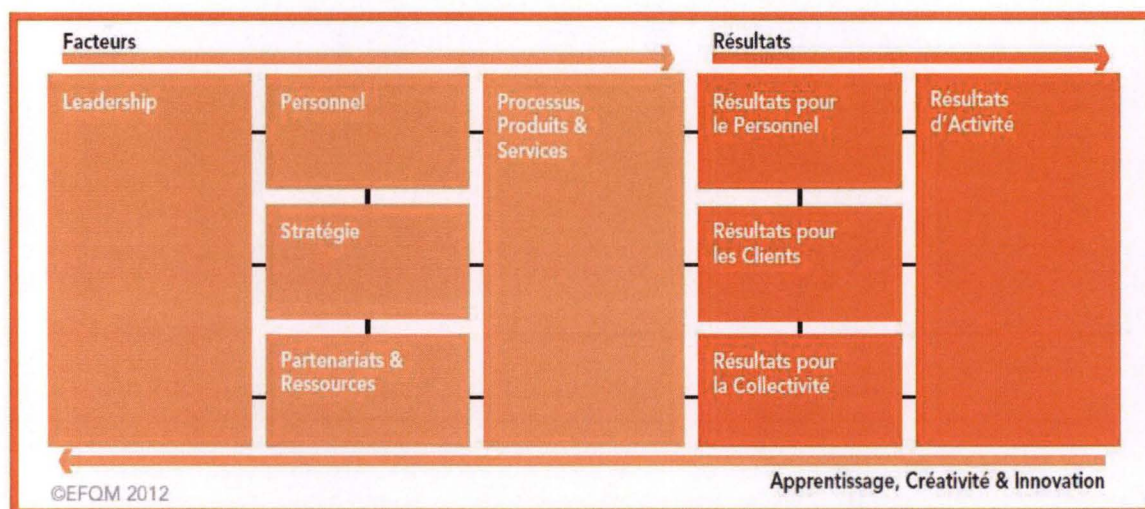 Facteurs
Résultats
Leadership
Personnel
Processus,
Produits &
Services
Résultats pour
le Personnel
Résultats
d'Activité
Stratégie
Résultats pour
les Clients
Partenariats &
Ressources
Résultats pour
la Collectivité
Apprentissage, Créativité & Innovation
©EFQM 2012